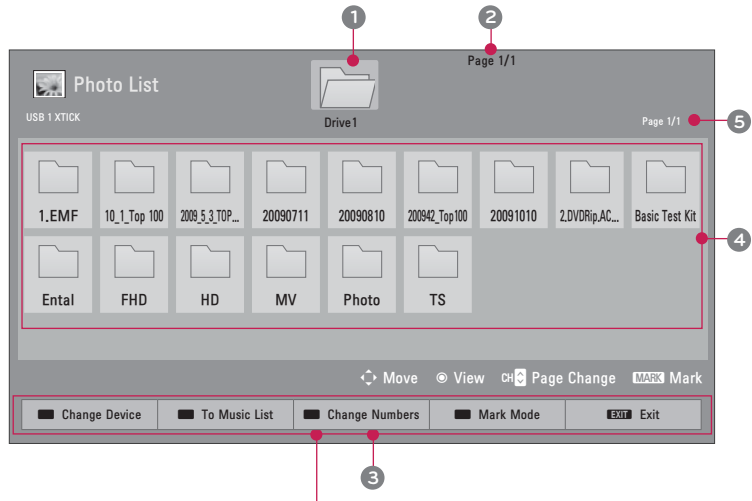 1
2
Page 1/1
Photo List
USB 1 XTICK
Drive1
Page 1/1
5
1.EMF 10_1_Top 100 2009_5_3_TOP... 20090711 20090810 200942_Top100 20091010 2.DVDRip.AC... Basic Test Kit
4
Ental FHD HD MV Photo TS
Move View CH Page Change MARK Mark
Change Device To Music List Change Numbers Mark Mode EXIT Exit
3